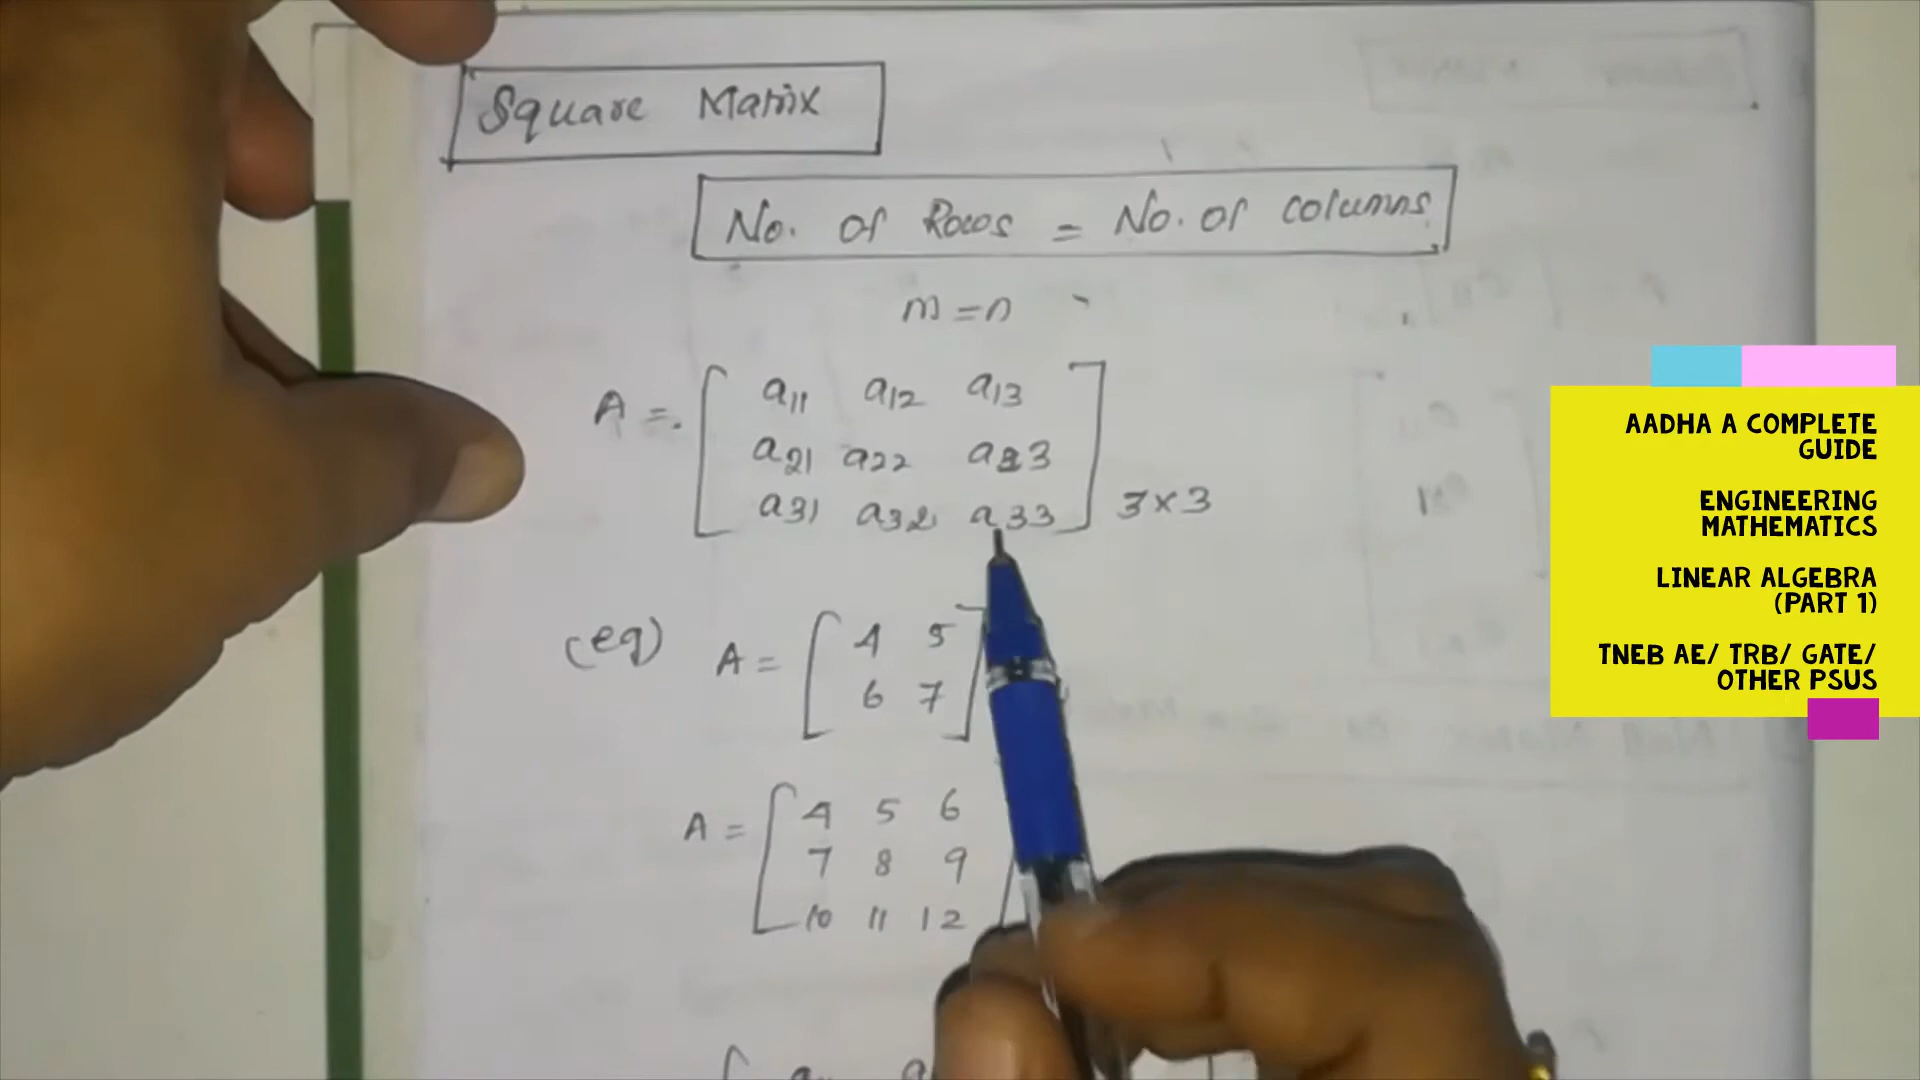 Square Matrix
No. of Rows = No. of columns
m = n
A = a11 a12 a13
a21 a22 a23
a31 a32 a33 3×3
(eg) A = 4 5
6 7
A = 4 5 6
7 8 9
10 11 12
AADHA A COMPLETE
GUIDE
ENGINEERING
MATHEMATICS
LINEAR ALGEBRA
(PART 1)
TNEB AE/ TRB/ GATE/
OTHER PSUS